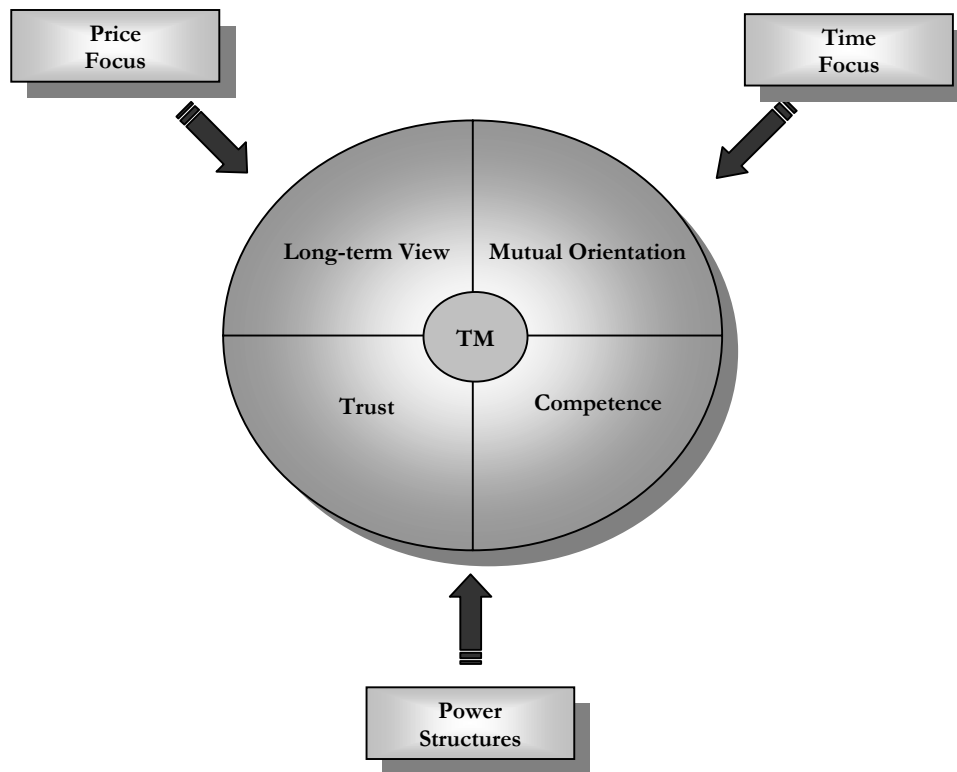 Price
Focus
Time
Focus
Long-term View
Mutual Orientation
TM
Trust
Competence
Power
Structures